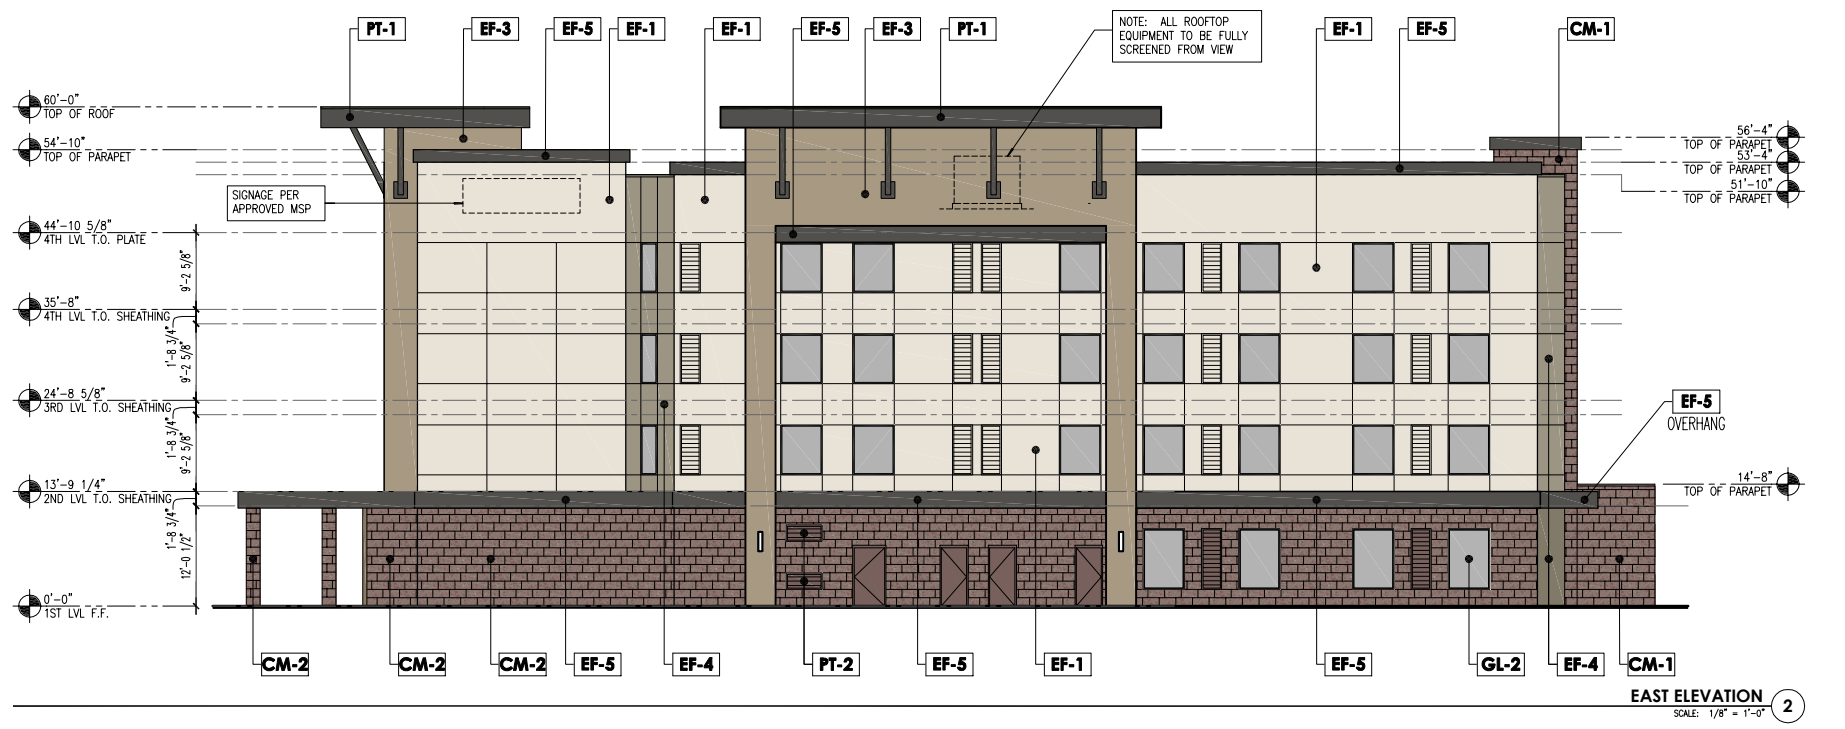 PT-1
EF-3
EF-5
EF-1
EF-1
EF-5
EF-3
PT-1
NOTE: ALL ROOFTOP
EQUIPMENT TO BE FULLY
SCREENED FROM VIEW
EF-1
EF-5
CM-1
60'-0"
TOP OF ROOF
54'-10"
TOP OF PARAPET
56'-4"
TOP OF PARAPET
53'-4"
TOP OF PARAPET
51'-10"
TOP OF PARAPET
SIGNAGE PER
APPROVED MSP
44'-10 5/8"
4TH LVL T.O. PLATE
9'-2 5/8"
35'-8"
4TH LVL T.O. SHEATHING
1'-8 3/4"
9'-2 5/8"
24'-8 5/8"
3RD LVL T.O. SHEATHING
1'-8 3/4"
9'-2 5/8"
EF-5
OVERHANG
13'-9 1/4"
2ND LVL T.O. SHEATHING
14'-8"
TOP OF PARAPET
1'-8 3/4"
12'-0 1/2"
0'-0"
1ST LVL F.F.
CM-2
CM-2
CM-2
EF-5
EF-4
PT-2
EF-5
EF-1
EF-5
GL-2
EF-4
CM-1
EAST ELEVATION
2
SCALE: 1/8" = 1'-0"